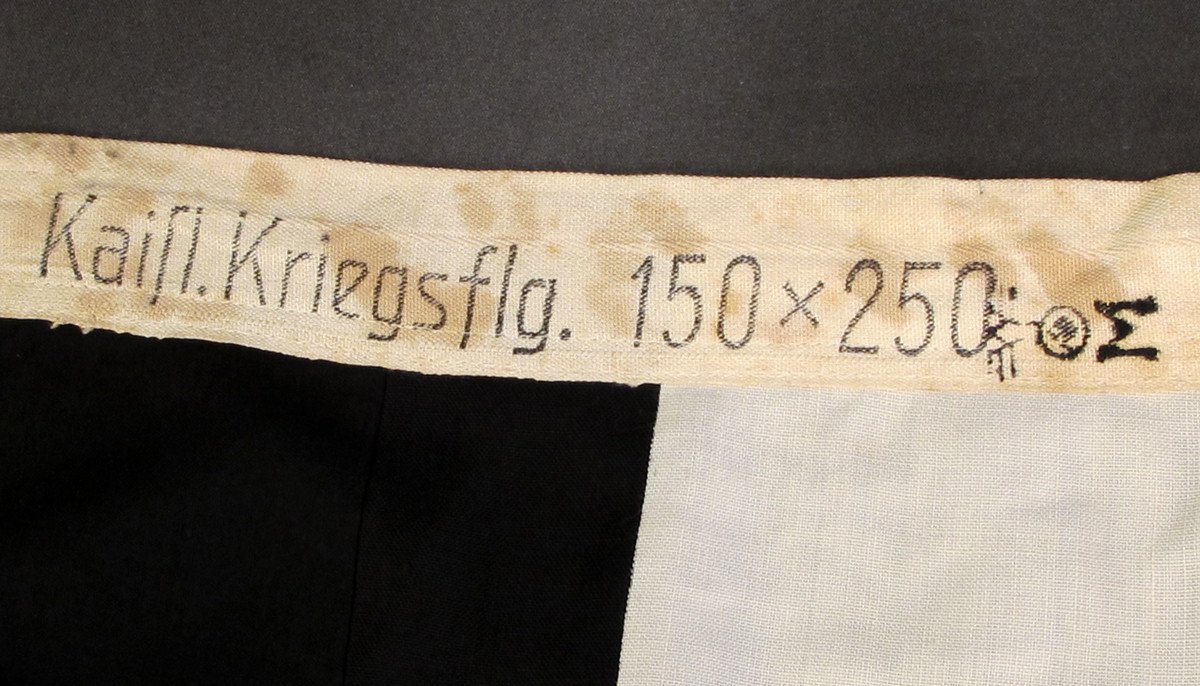 Kaiſl. Kriegsflg. 150 × 250
M